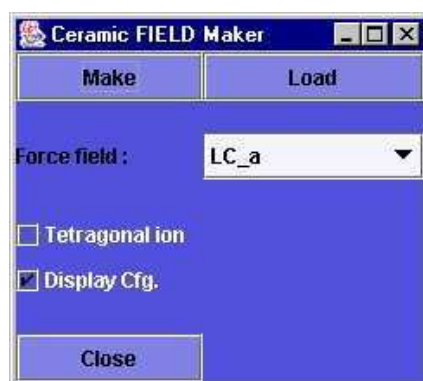 Ceramic FIELD Maker
Make Load
Force field : LC_a
Tetragonal ion
Display Cfg.
Close